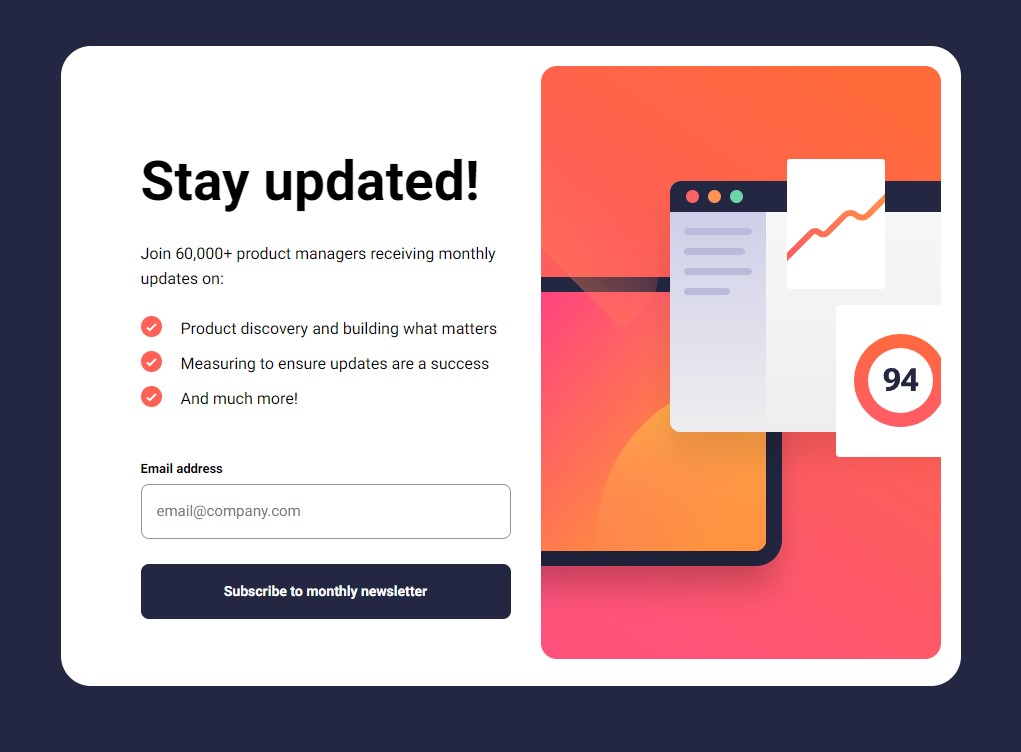 Stay updated!
Join 60,000+ product managers receiving monthly
updates on:
Product discovery and building what matters
Measuring to ensure updates are a success
And much more!
Email address
email@company.com
Subscribe to monthly newsletter
94